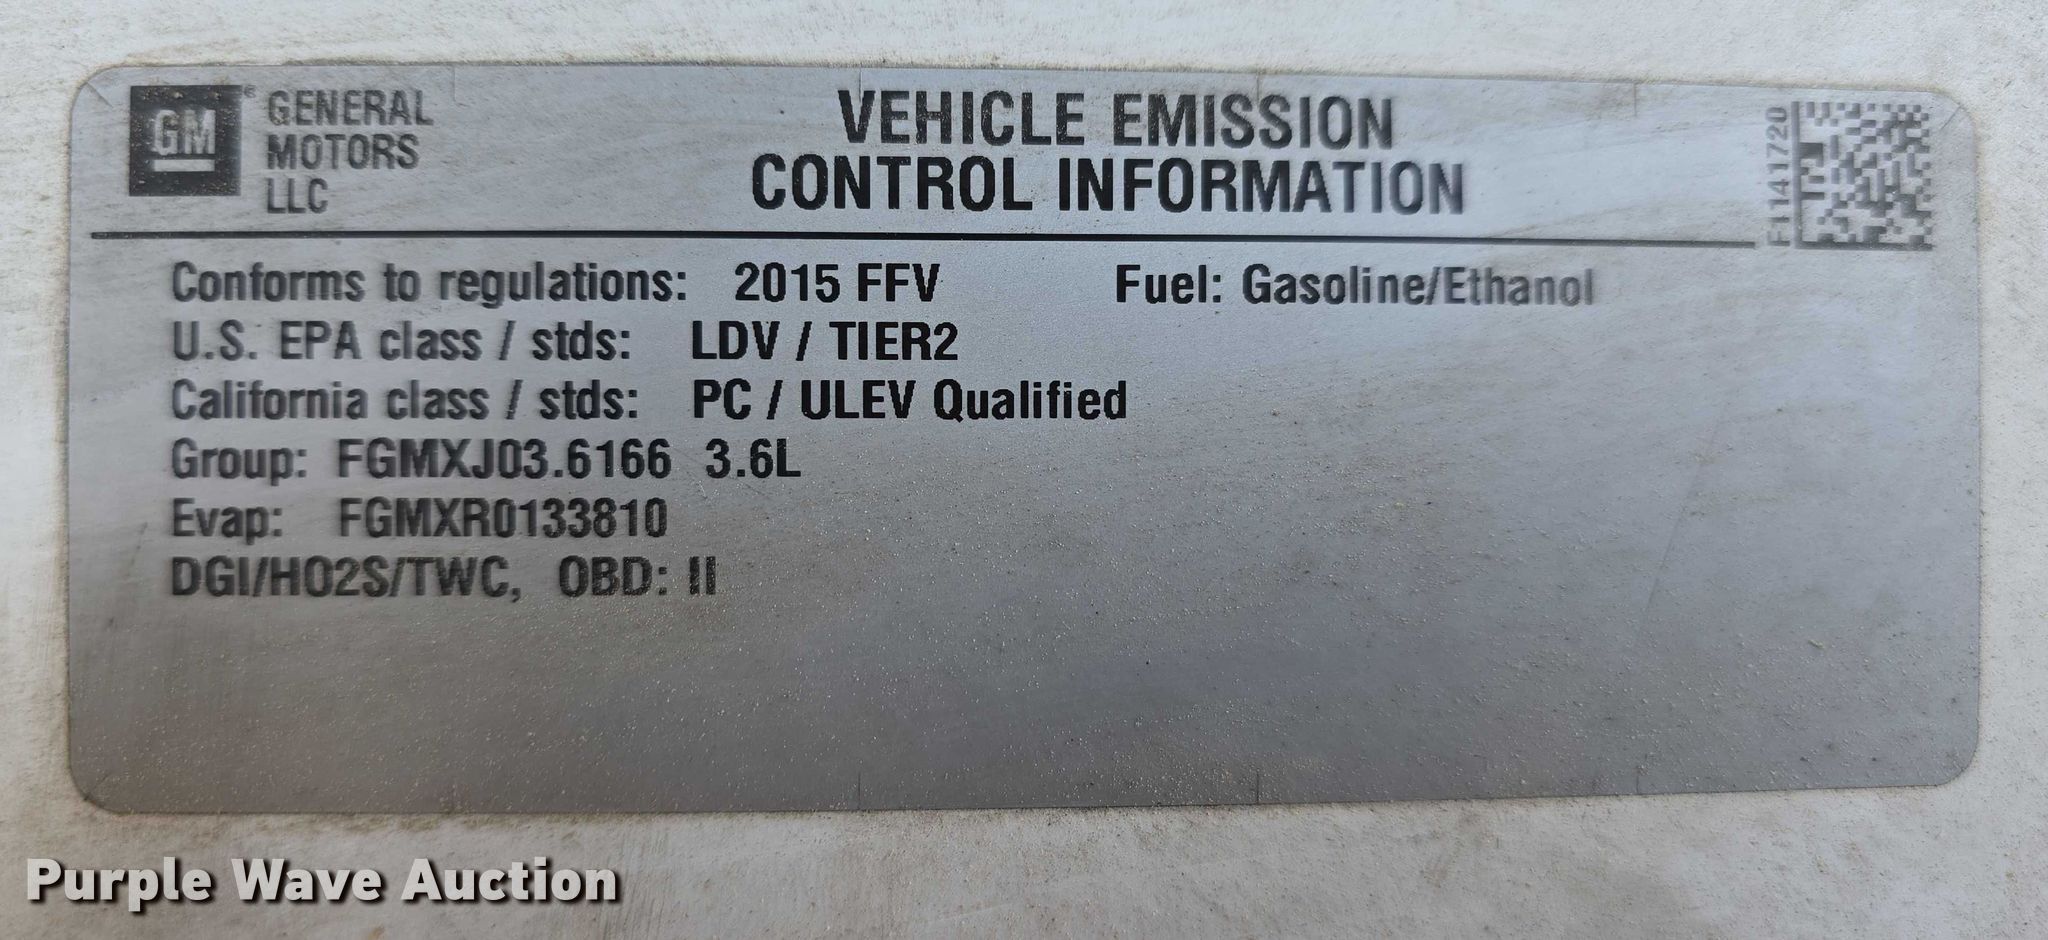 GM® GENERAL
MOTORS
LLC
VEHICLE EMISSION
CONTROL INFORMATION
F1141720
Conforms to regulations: 2015 FFV Fuel: Gasoline/Ethanol
U.S. EPA class / stds: LDV / TIER2
California class / stds: PC / ULEV Qualified
Group: FGMXJ03.6166 3.6L
Evap: FGMXR0133810
DGI/HO2S/TWC, OBD: II
Purple Wave Auction